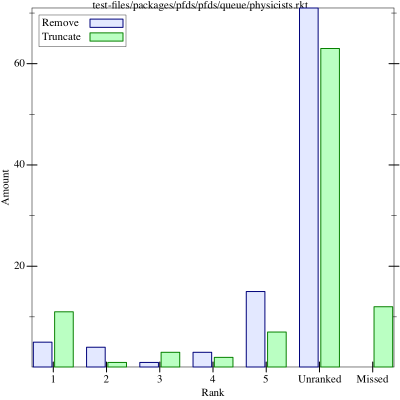 test-files/packages/pfds/pfds/queue/physicists.rkt
Remove
Truncate
60
40
20
Amount
1 2 3 4 5 Unranked Missed
Rank